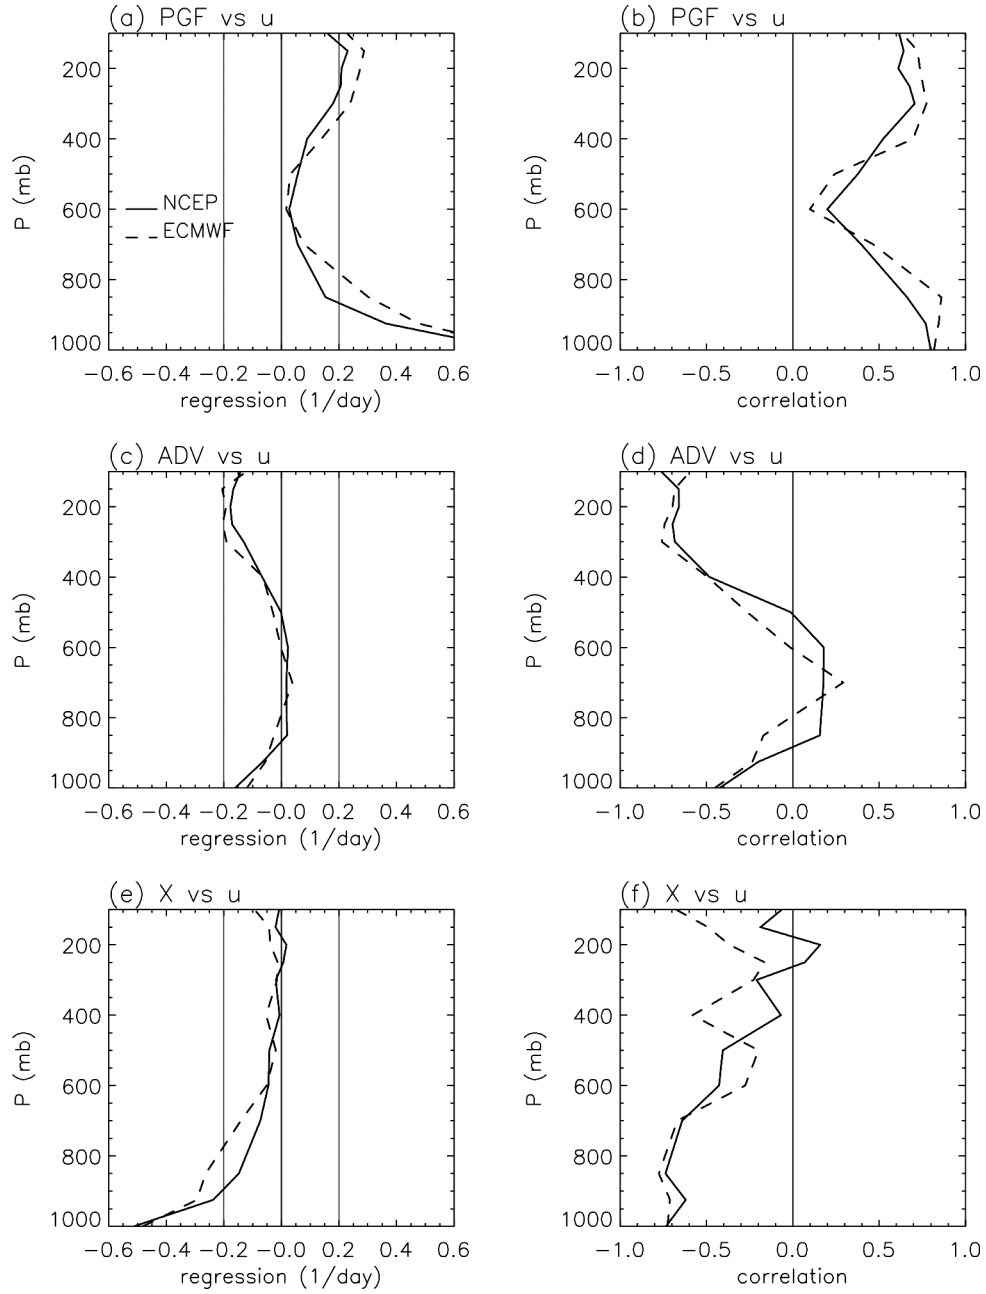 (a) PGF vs u
P (mb)
200
400
600
800
1000
NCEP
ECMWF
−0.6 −0.4 −0.2 −0.0 0.2 0.4 0.6
regression (1/day)
(b) PGF vs u
P (mb)
200
400
600
800
1000
−1.0 −0.5 0.0 0.5 1.0
correlation
(c) ADV vs u
P (mb)
200
400
600
800
1000
−0.6 −0.4 −0.2 −0.0 0.2 0.4 0.6
regression (1/day)
(d) ADV vs u
P (mb)
200
400
600
800
1000
−1.0 −0.5 0.0 0.5 1.0
correlation
(e) X vs u
P (mb)
200
400
600
800
1000
−0.6 −0.4 −0.2 −0.0 0.2 0.4 0.6
regression (1/day)
(f) X vs u
P (mb)
200
400
600
800
1000
−1.0 −0.5 0.0 0.5 1.0
correlation